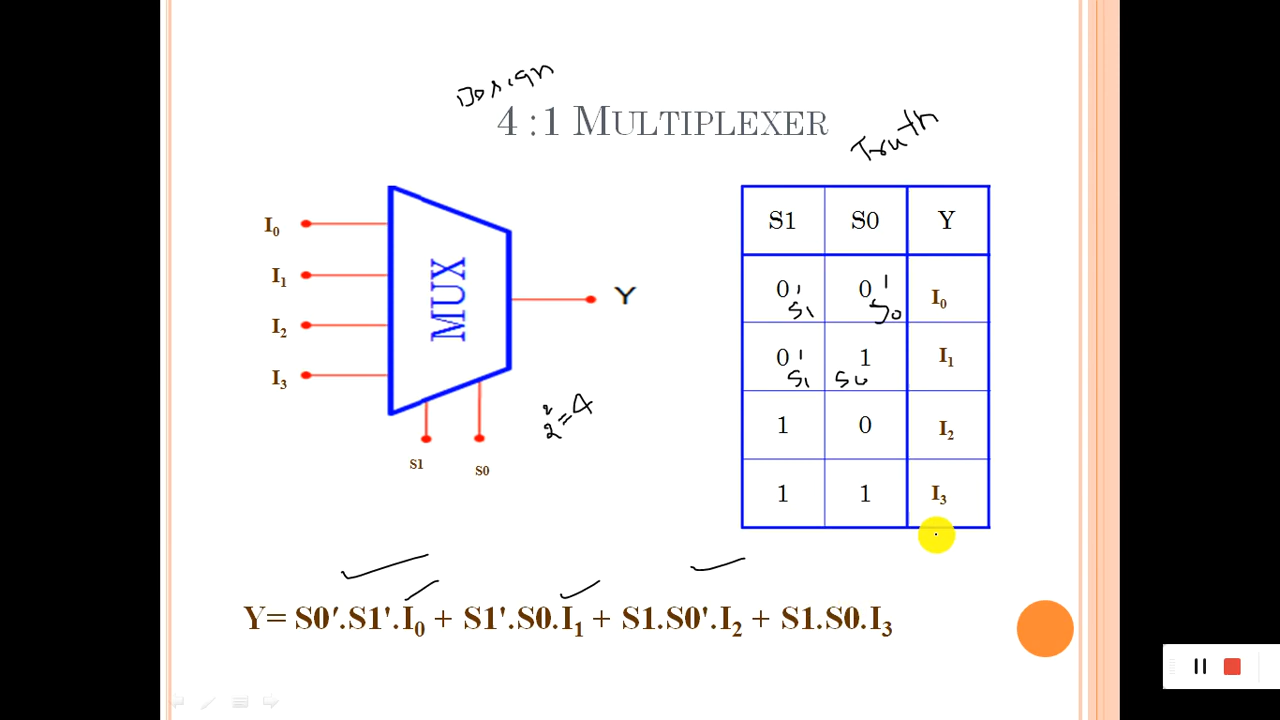 Design
4 :1 MULTIPLEXER
Truth
I0
I1
I2
I3
MUX
Y
S1
S0
2²=4
S1 S0 Y
0' 0' I0
S1 S0
0' 1 I1
S1 S0
1 0 I2
1 1 I3
Y= S0'.S1'.I0 + S1'.S0.I1 + S1.S0'.I2 + S1.S0.I3